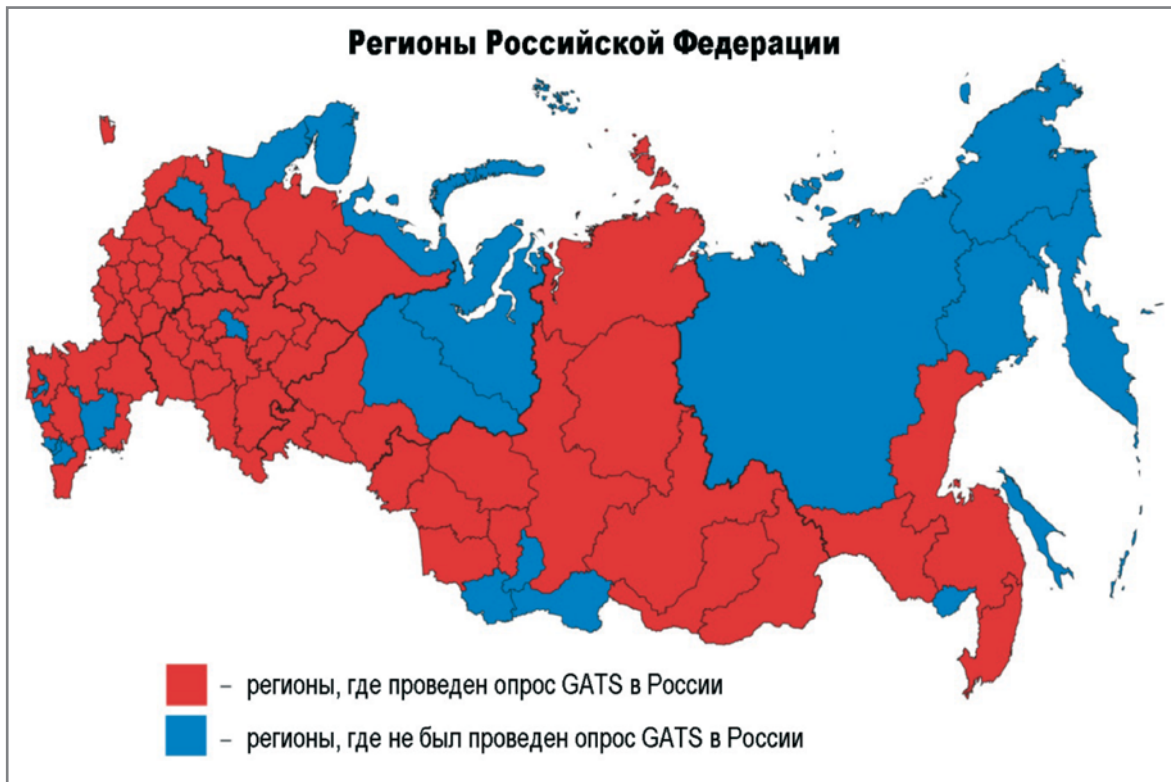 Регионы Российской Федерации
– регионы, где проведен опрос GATS в России
– регионы, где не был проведен опрос GATS в России